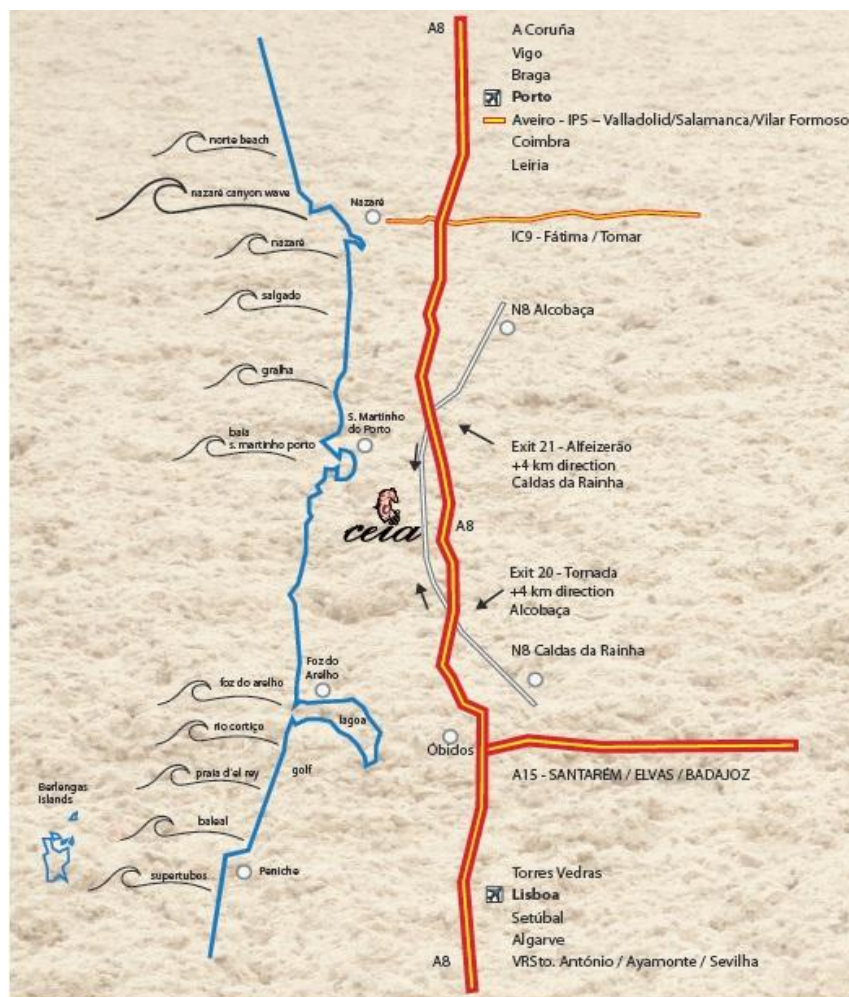 A8
A Coruña
Vigo
Braga
Porto
Aveiro - IP5 – Valladolid/Salamanca/Vilar Formoso
Coimbra
Leiria
norte beach
nazaré canyon wave
Nazaré
nazaré
IC9 - Fátima / Tomar
salgado
N8 Alcobaça
gralha
S. Martinho
do Porto
baía
s. martinho porto
Exit 21 - Alfeizerão
+4 km direction
Caldas da Rainha
ceia
A8
Exit 20 - Tornada
+4 km direction
Alcobaça
N8 Caldas da Rainha
Foz do
Arelho
foz do arelho
lagoa
rio cortiço
Óbidos
golf
praia d'el rey
A15 - SANTARÉM / ELVAS / BADAJOZ
Berlengas
Islands
baleal
Peniche
supertubos
Torres Vedras
Lisboa
Setúbal
Algarve
A8
VRSto. António / Ayamonte / Sevilha